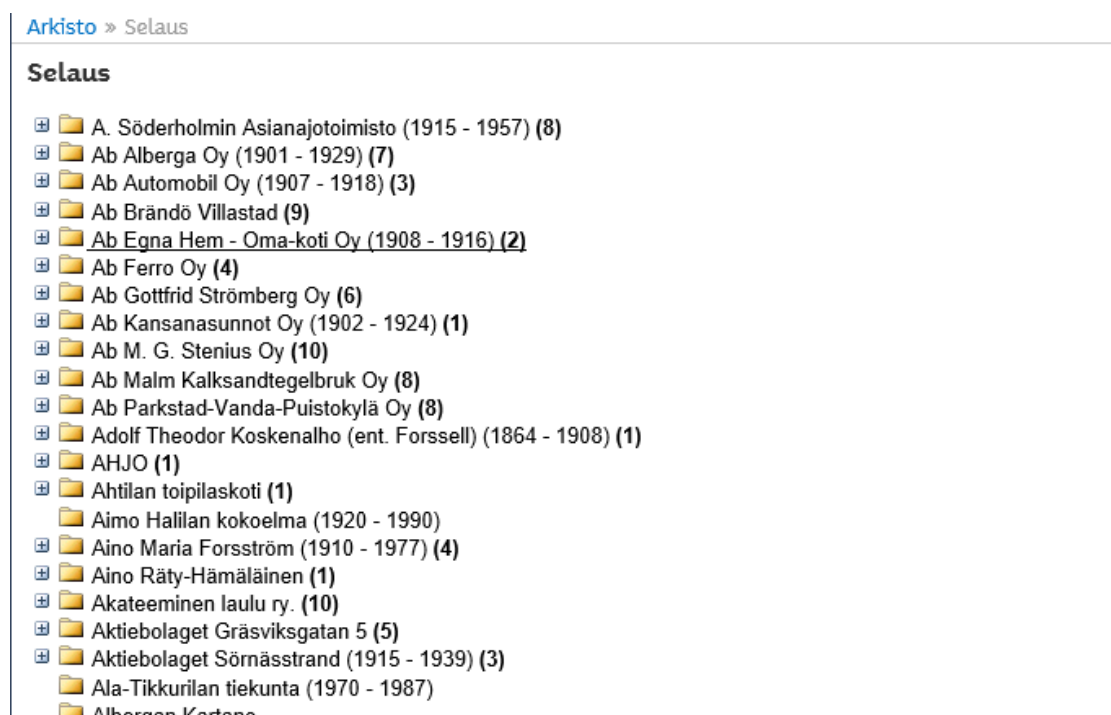 Arkisto » Selaus
Selaus
A. Söderholmin Asianajotoimisto (1915 - 1957) (8)
Ab Alberga Oy (1901 - 1929) (7)
Ab Automobil Oy (1907 - 1918) (3)
Ab Brändö Villastad (9)
Ab Egna Hem - Oma-koti Oy (1908 - 1916) (2)
Ab Ferro Oy (4)
Ab Gottfrid Strömberg Oy (6)
Ab Kansanasunnot Oy (1902 - 1924) (1)
Ab M. G. Stenius Oy (10)
Ab Malm Kalksandtegelbruk Oy (8)
Ab Parkstad-Vanda-Puistokylä Oy (8)
Adolf Theodor Koskenalho (ent. Forssell) (1864 - 1908) (1)
AHJO (1)
Ahtilan toipilaskoti (1)
Aimo Halilan kokoelma (1920 - 1990)
Aino Maria Forsström (1910 - 1977) (4)
Aino Räty-Hämäläinen (1)
Akateeminen laulu ry. (10)
Aktiebolaget Gräsviksgatan 5 (5)
Aktiebolaget Sörnässtrand (1915 - 1939) (3)
Ala-Tikkurilan tiekunta (1970 - 1987)